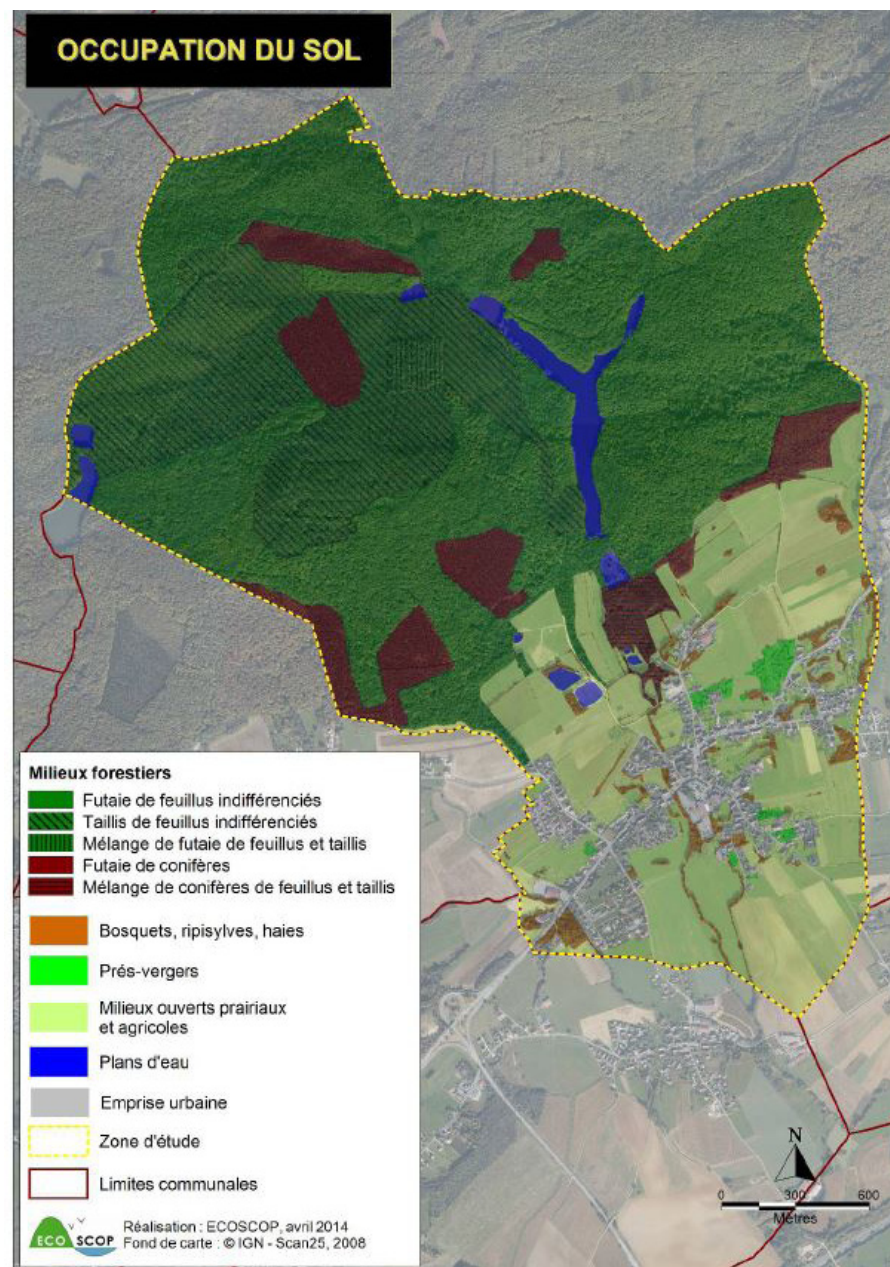 OCCUPATION DU SOL
Milieux forestiers
Futaie de feuillus indifférenciés
Taillis de feuillus indifférenciés
Mélange de futaie de feuillus et taillis
Futaie de conifères
Mélange de conifères de feuillus et taillis
Bosquets, ripisylves, haies
Prés-vergers
Milieux ouverts prairiaux
et agricoles
Plans d'eau
Emprise urbaine
Zone d'étude
Limites communales
ECO SCOP
Réalisation : ECOSCOP, avril 2014
Fond de carte : © IGN - Scan25, 2008
N
0 300 600
Mètres